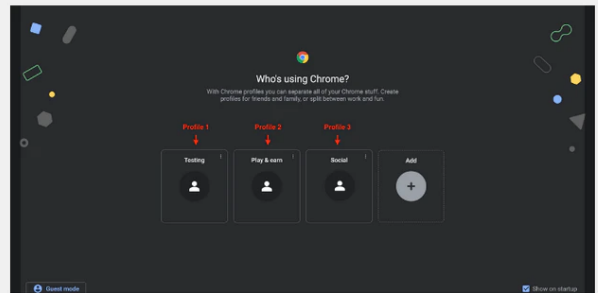 Who's using Chrome?
With Chrome profiles you can separate all of your Chrome stuff. Create
profiles for friends and family, or split between work and fun.
Profile 1 Profile 2 Profile 3
Testing Play & earn Social Add
Guest mode Show on startup